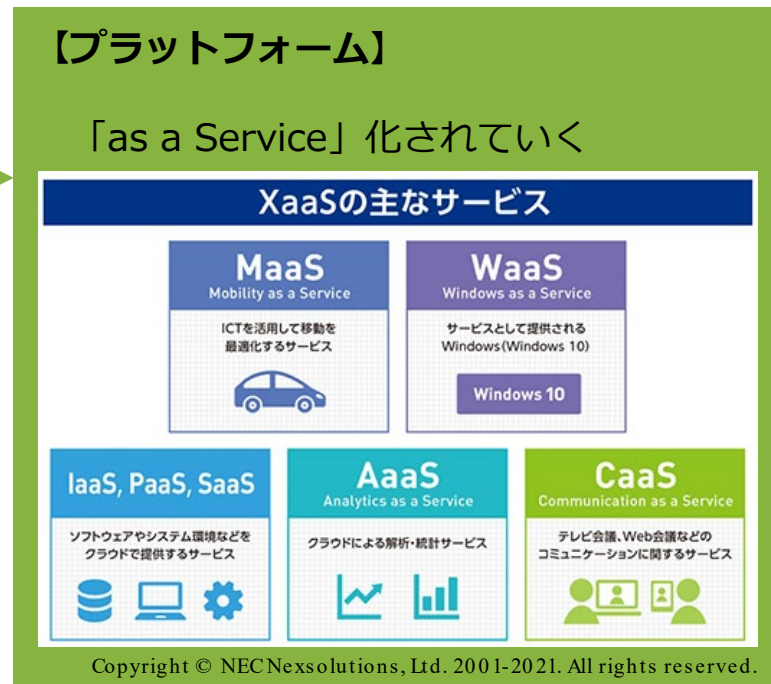 【プラットフォーム】
「as a Service」化されていく
XaaSの主なサービス
MaaS
Mobility as a Service
ICTを活用して移動を
最適化するサービス
WaaS
Windows as a Service
サービスとして提供される
Windows(Windows 10)
Windows 10
IaaS, PaaS, SaaS
ソフトウェアやシステム環境などを
クラウドで提供するサービス
AaaS
Analytics as a Service
クラウドによる解析・統計サービス
CaaS
Communication as a Service
テレビ会議、Web会議などの
コミュニケーションに関するサービス
Copyright © NECNexsolutions, Ltd. 2001-2021. All rights reserved.